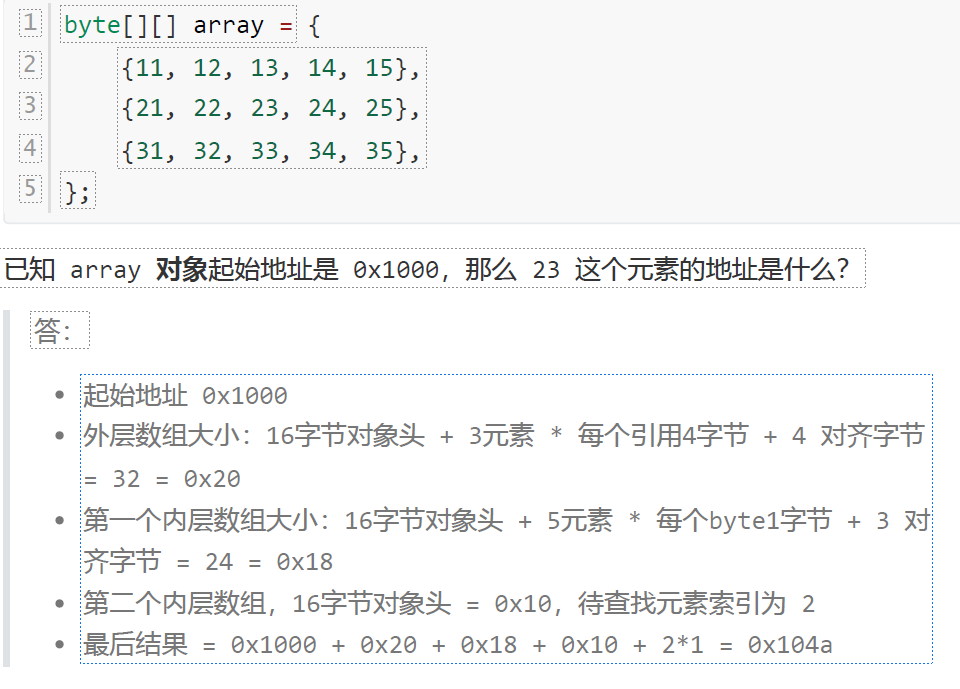 1 byte[][] array = {
2 {11, 12, 13, 14, 15},
3 {21, 22, 23, 24, 25},
4 {31, 32, 33, 34, 35},
5 };
已知 array 对象起始地址是 0x1000，那么 23 这个元素的地址是什么？
答：
• 起始地址 0x1000
• 外层数组大小：16字节对象头 + 3元素 * 每个引用4字节 + 4 对齐字节
= 32 = 0x20
• 第一个内层数组大小：16字节对象头 + 5元素 * 每个byte1字节 + 3 对
齐字节 = 24 = 0x18
• 第二个内层数组，16字节对象头 = 0x10，待查找元素索引为 2
• 最后结果 = 0x1000 + 0x20 + 0x18 + 0x10 + 2*1 = 0x104a